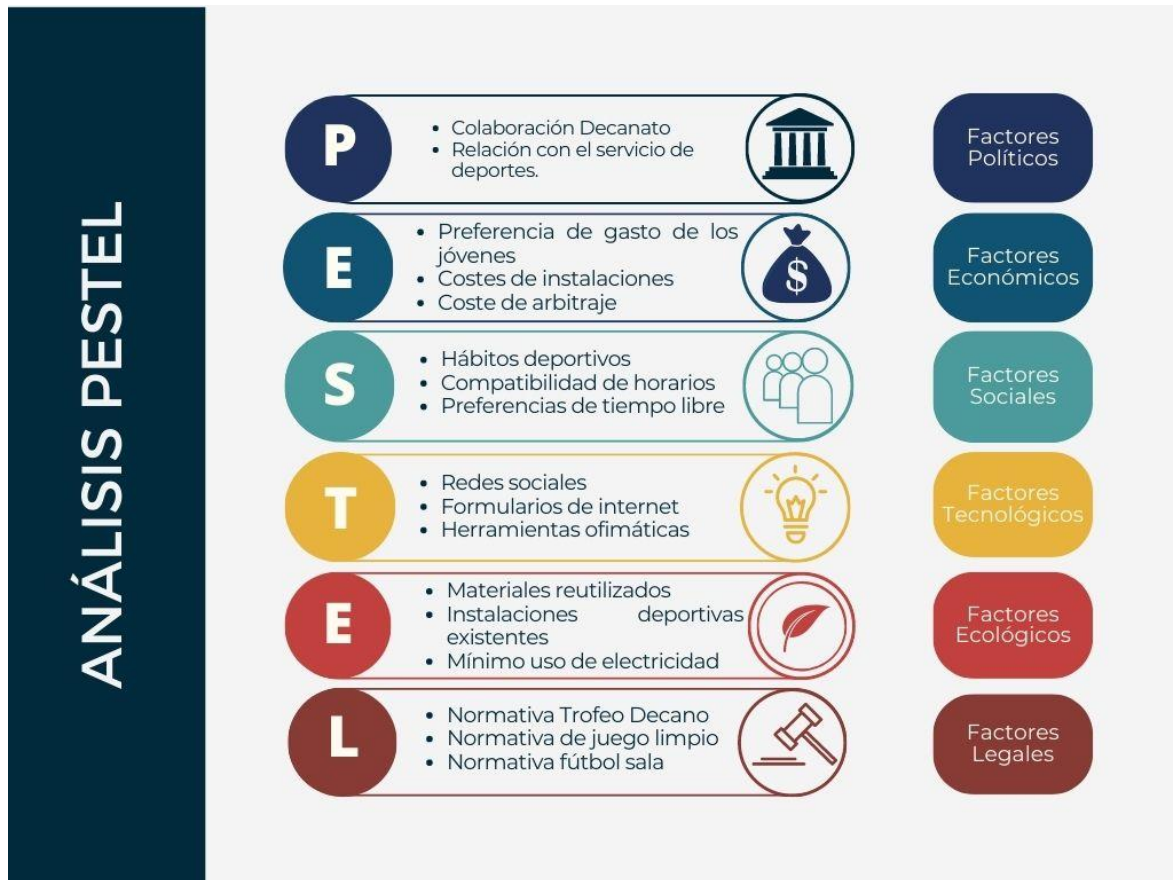 ANÁLISIS PESTEL
P
• Colaboración Decanato
• Relación con el servicio de
deportes.
Factores
Políticos
E
• Preferencia de gasto de los
jóvenes
• Costes de instalaciones
• Coste de arbitraje
$
Factores
Económicos
S
• Hábitos deportivos
• Compatibilidad de horarios
• Preferencias de tiempo libre
Factores
Sociales
T
• Redes sociales
• Formularios de internet
• Herramientas ofimáticas
Factores
Tecnológicos
E
• Materiales reutilizados
• Instalaciones deportivas
existentes
• Mínimo uso de electricidad
Factores
Ecológicos
L
• Normativa Trofeo Decano
• Normativa de juego limpio
• Normativa fútbol sala
Factores
Legales